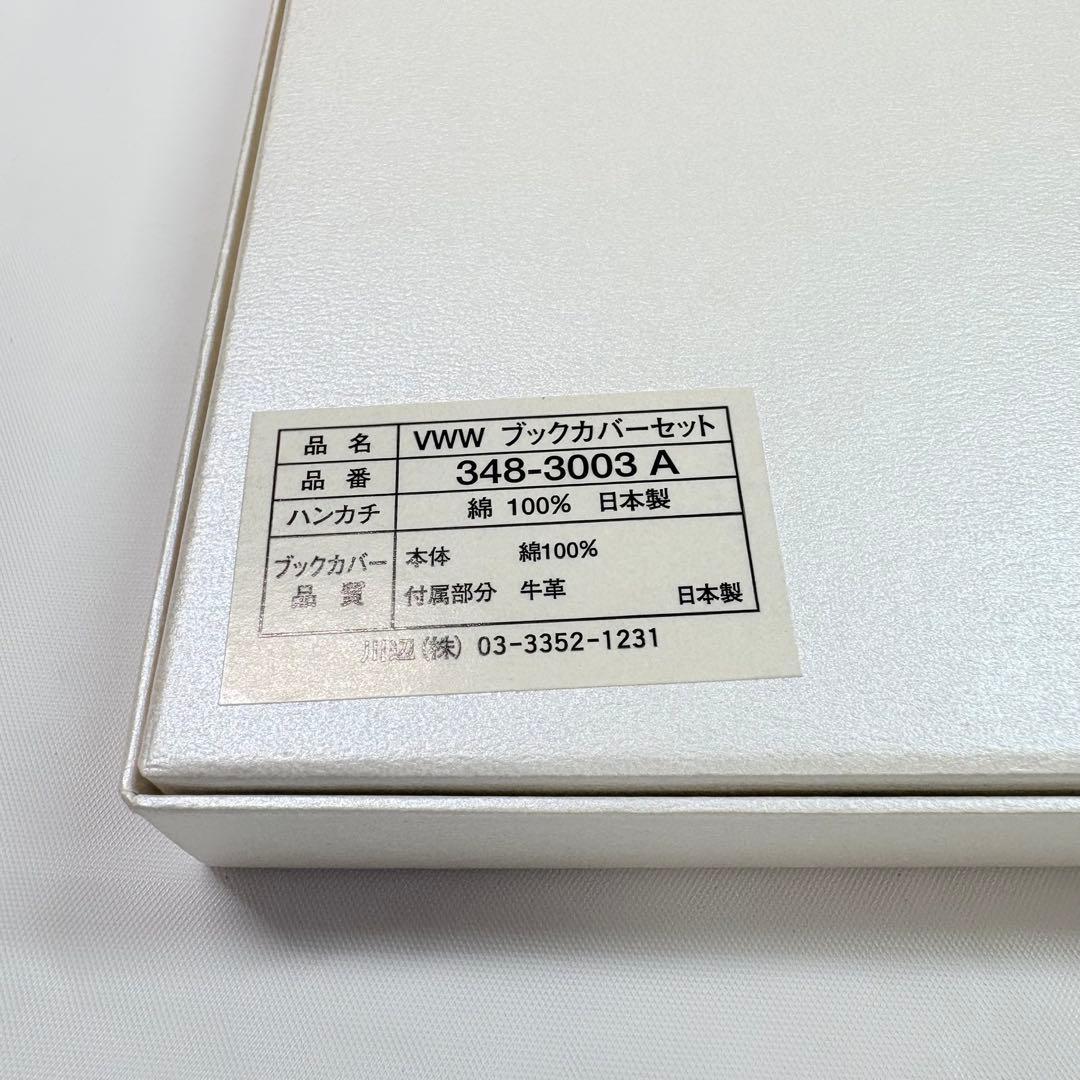 品名 VWW ブックカバーセット
品番 348-3003 A
ハンカチ 綿 100% 日本製
ブックカバー 本体 綿100%
品質 付属部分 牛革 日本製
川辺(株) 03-3352-1231